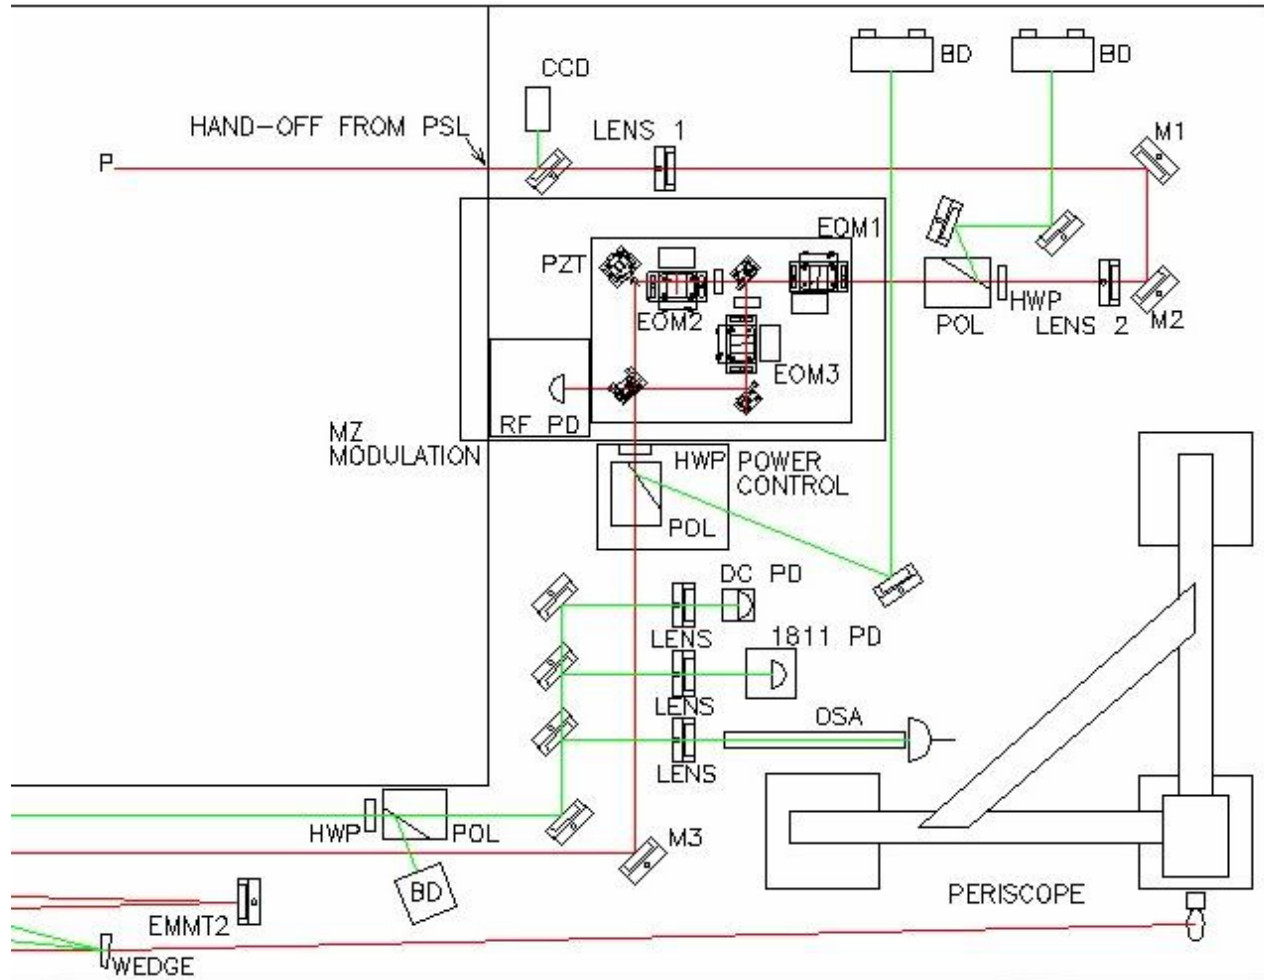 BD
BD
CCD
HAND-OFF FROM PSL
LENS 1
M1
P
EOM1
PZT
EOM2
POL
HWP
LENS 2
M2
EOM3
RF PD
MZ
MODULATION
HWP
POWER
CONTROL
POL
DC PD
LENS
1811 PD
LENS
OSA
LENS
HWP
POL
M3
BD
PERISCOPE
EMMT2
WEDGE